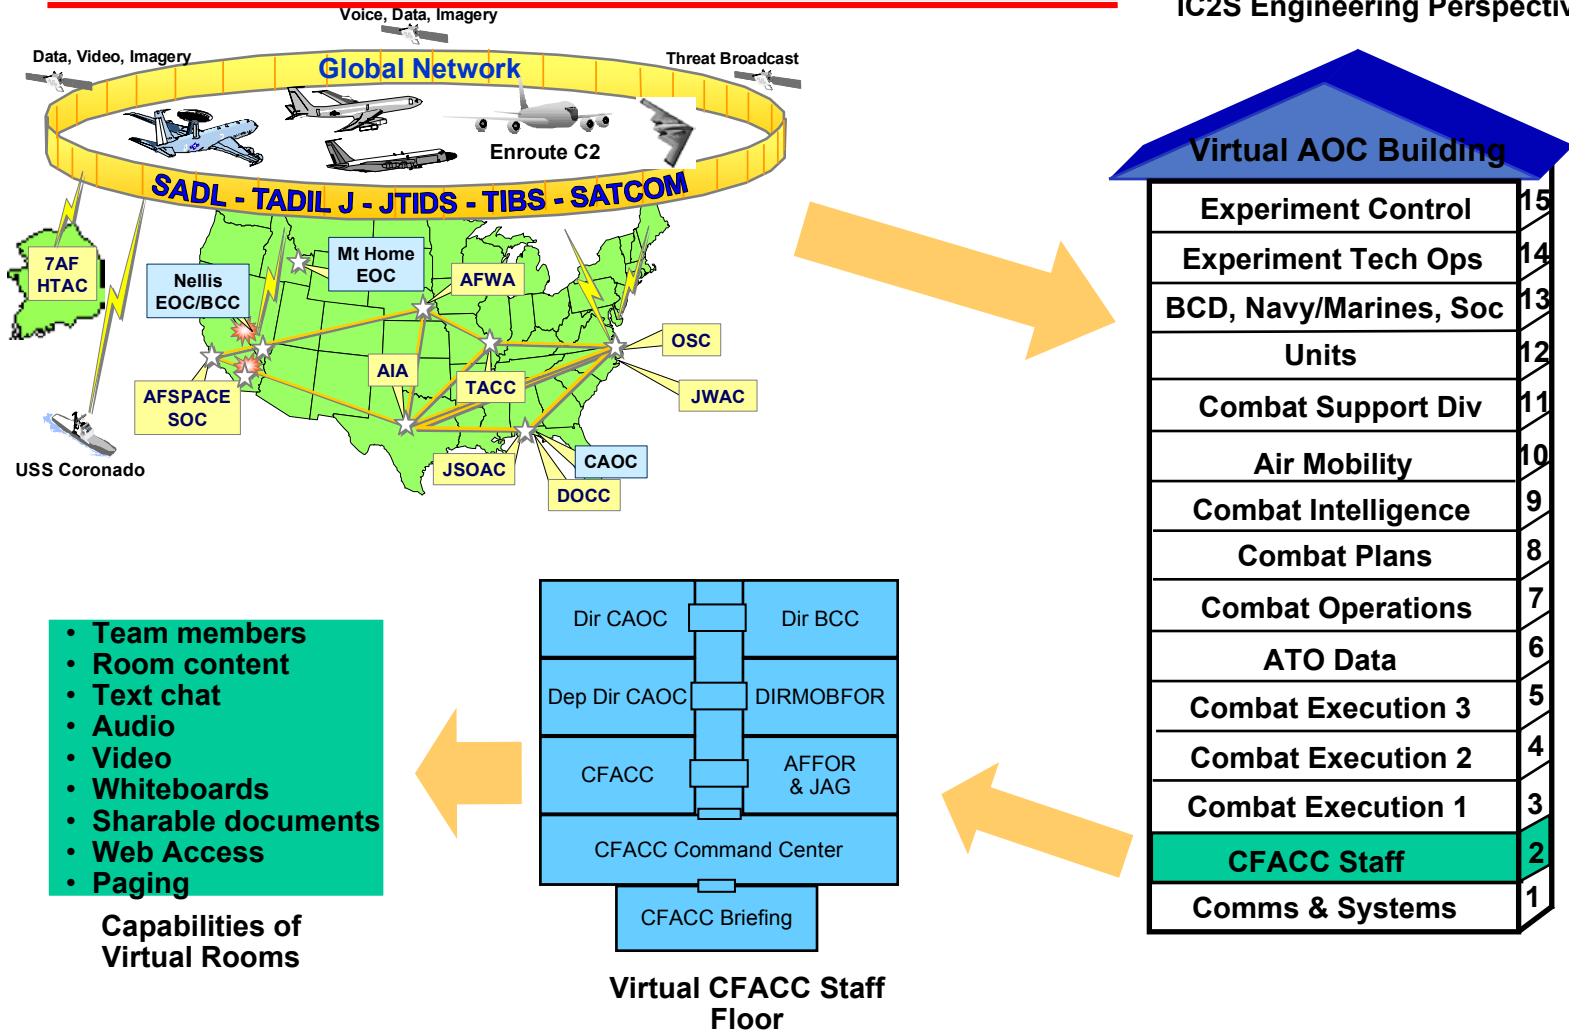 IC2S Engineering Perspectiv
Voice, Data, Imagery
Data, Video, Imagery
Threat Broadcast
Global Network
Enroute C2
SADL - TADIL J - JTIDS - TIBS - SATCOM
7AF
HTAC
Nellis
EOC/BCC
Mt Home
EOC
AFWA
OSC
AIA
TACC
JWAC
AFSPACE
SOC
JSOAC
CAOC
DOCC
USS Coronado
Virtual AOC Building
Experiment Control 15
Experiment Tech Ops 14
BCD, Navy/Marines, Soc 13
Units 12
Combat Support Div 11
Air Mobility 10
Combat Intelligence 9
Combat Plans 8
Combat Operations 7
ATO Data 6
Combat Execution 3 5
Combat Execution 2 4
Combat Execution 1 3
CFACC Staff 2
Comms & Systems 1
Dir CAOC
Dir BCC
Dep Dir CAOC
DIRMOBFOR
CFACC
AFFOR
& JAG
CFACC Command Center
CFACC Briefing
Virtual CFACC Staff
Floor
• Team members
• Room content
• Text chat
• Audio
• Video
• Whiteboards
• Sharable documents
• Web Access
• Paging
Capabilities of
Virtual Rooms